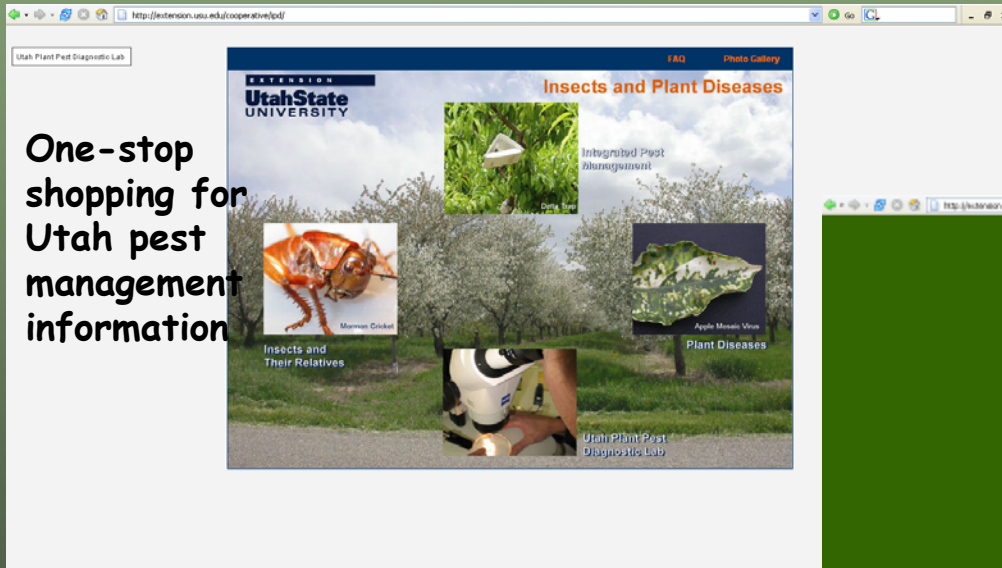 http://extension.usu.edu/cooperative/ipd/
Go
Utah Plant Pest Diagnostic Lab
FAQ Photo Gallery
EXTENSION
UtahState
UNIVERSITY
Insects and Plant Diseases
Integrated Pest
Management
Delta Trap
One-stop
shopping for
Utah pest
management
information
Mormon Cricket
Insects and
Their Relatives
Apple Mosaic Virus
Plant Diseases
Utah Plant Pest
Diagnostic Lab
http://extension